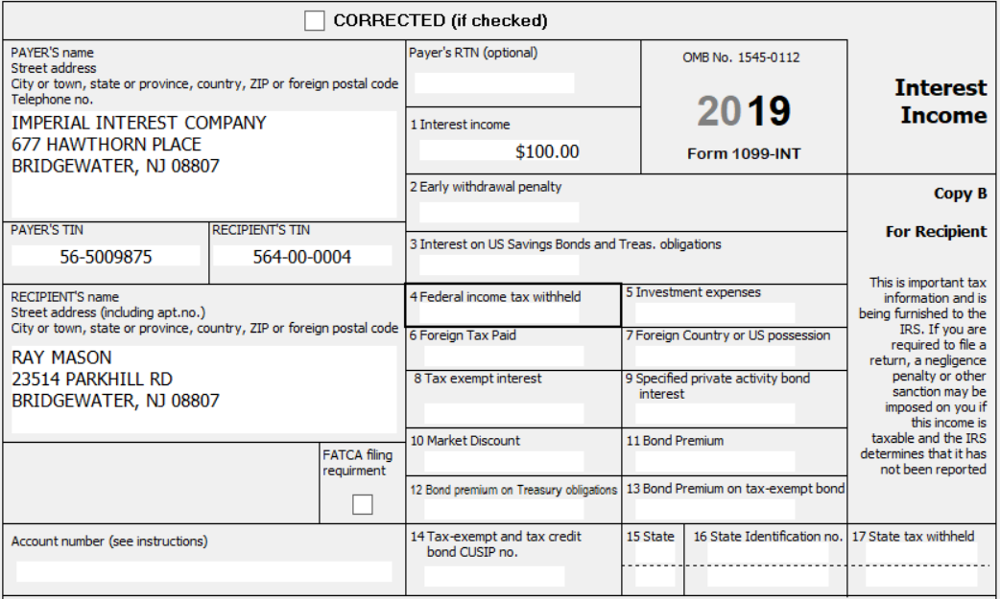 CORRECTED (if checked)
PAYER'S name
Street address
City or town, state or province, country, ZIP or foreign postal code
Telephone no.
IMPERIAL INTEREST COMPANY
677 HAWTHORN PLACE
BRIDGEWATER, NJ 08807
Payer's RTN (optional)
1 Interest income
$100.00
OMB No. 1545-0112
2019
Form 1099-INT
Interest
Income
2 Early withdrawal penalty
Copy B
For Recipient
PAYER'S TIN
56-5009875
RECIPIENT'S TIN
564-00-0004
3 Interest on US Savings Bonds and Treas. obligations
This is important tax
information and is
being furnished to the
IRS. If you are
required to file a
return, a negligence
penalty or other
sanction may be
imposed on you if
this income is
taxable and the IRS
determines that it has
not been reported
RECIPIENT'S name
Street address (including apt.no.)
City or town, state or province, country, ZIP or foreign postal code
RAY MASON
23514 PARKHILL RD
BRIDGEWATER, NJ 08807
4 Federal income tax withheld
5 Investment expenses
6 Foreign Tax Paid
7 Foreign Country or US possession
8 Tax exempt interest
9 Specified private activity bond
interest
FATCA filing
requirment
10 Market Discount
11 Bond Premium
12 Bond premium on Treasury obligations
13 Bond Premium on tax-exempt bond
Account number (see instructions)
14 Tax-exempt and tax credit
bond CUSIP no.
15 State
16 State Identification no.
17 State tax withheld